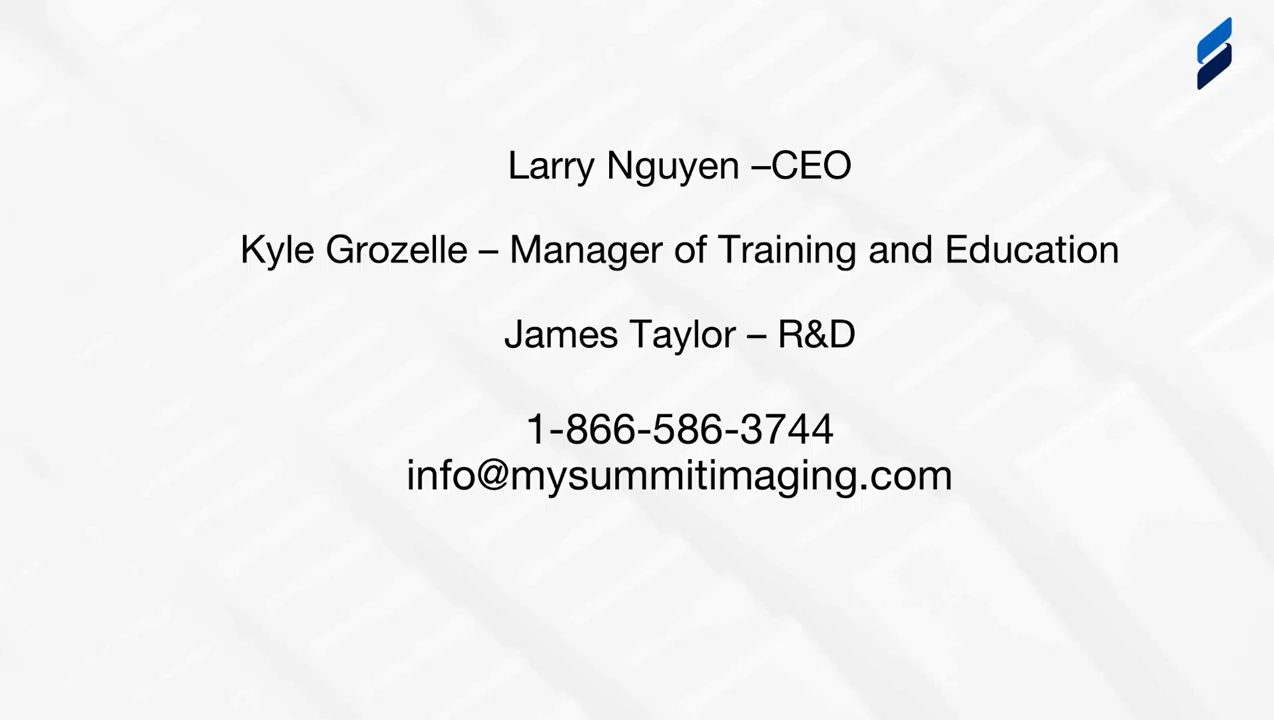 Larry Nguyen –CEO
Kyle Grozelle – Manager of Training and Education
James Taylor – R&D
1-866-586-3744
info@mysummitimaging.com